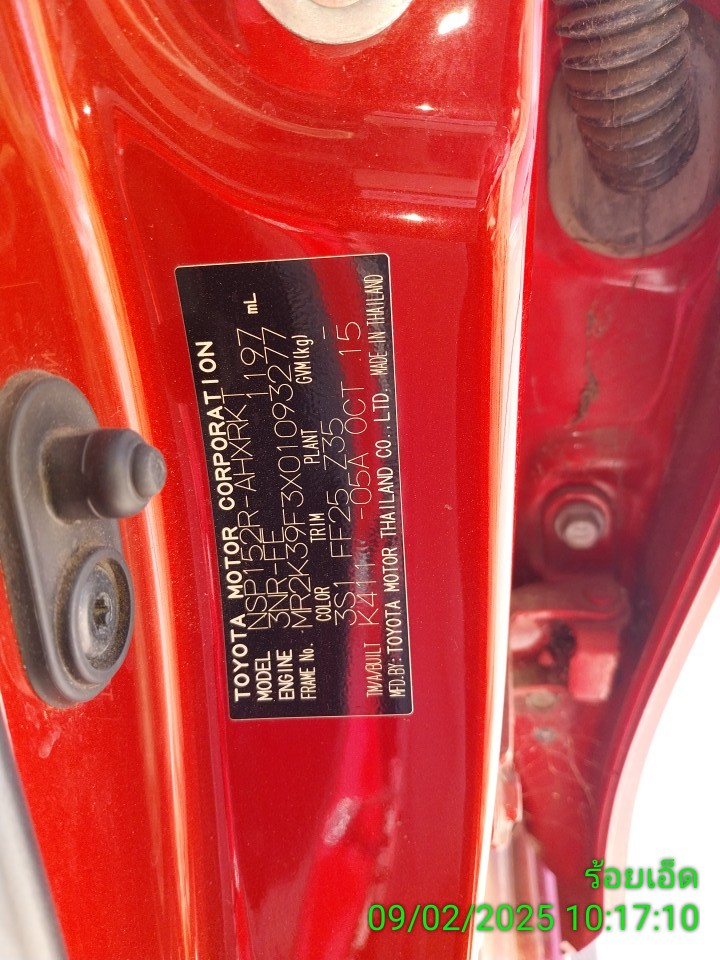 TOYOTA MOTOR CORPORATION
MODEL NSP152R-AHXRKT
ENGINE 3NR-FE 1197 mL
FRAME No. MR2K39F3X01093277
COLOR TRIM PLANT GVM(kg)
3S1 FF25 Z35 -
TM/A/BUILT K411 -05A OCT 15
MFD.BY: TOYOTA MOTOR THAILAND CO.,LTD. MADE IN THAILAND
ร้อยเอ็ด
09/02/2025 10:17:10